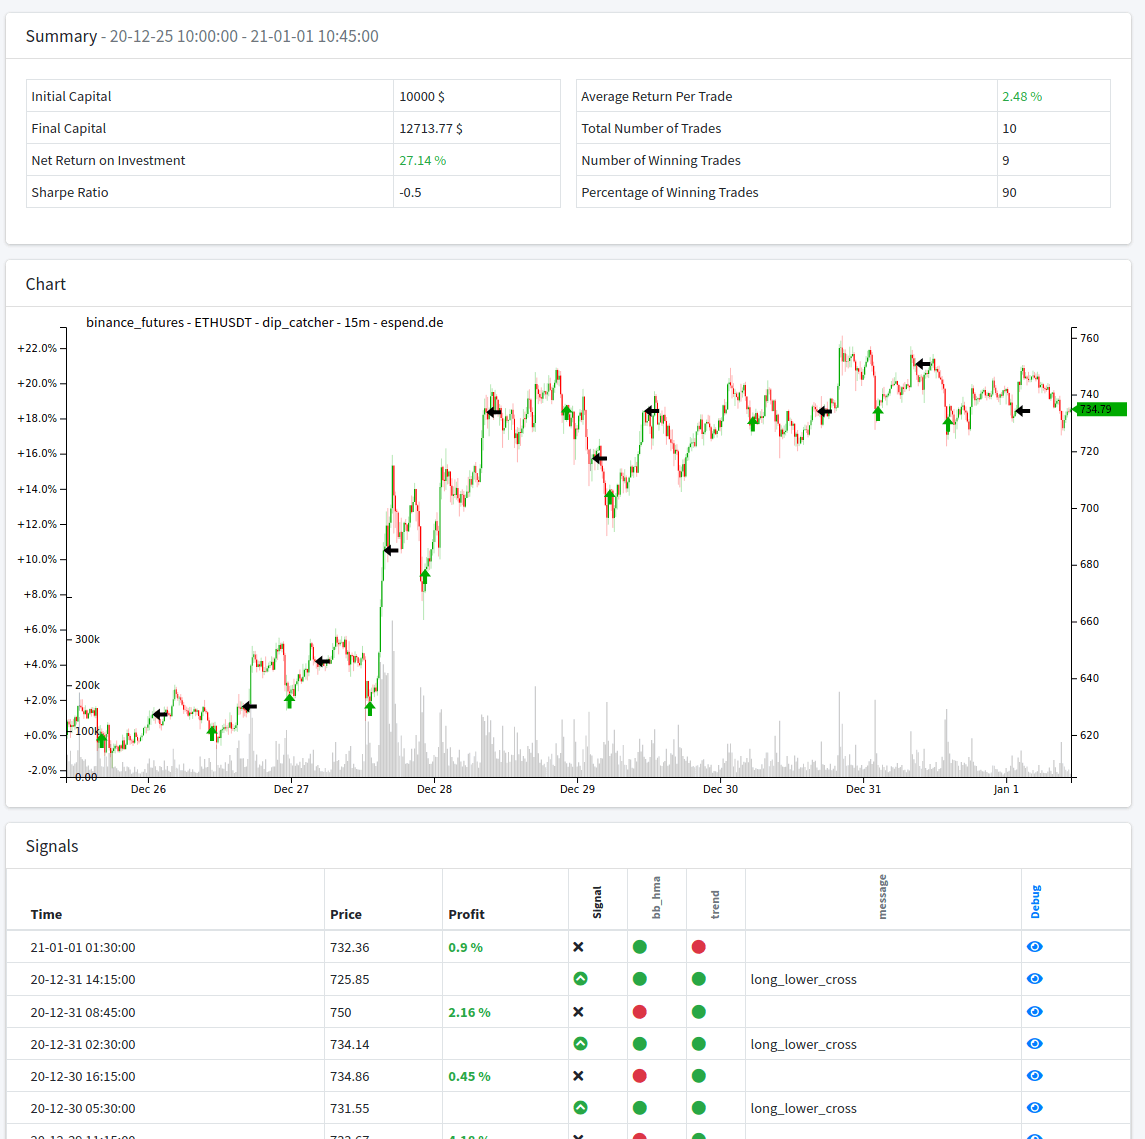 Summary - 20-12-25 10:00:00 - 21-01-01 10:45:00
Initial Capital 10000 $
Final Capital 12713.77 $
Net Return on Investment 27.14 %
Sharpe Ratio -0.5
Average Return Per Trade 2.48 %
Total Number of Trades 10
Number of Winning Trades 9
Percentage of Winning Trades 90
Chart
binance_futures - ETHUSDT - dip_catcher - 15m - espend.de
+22.0%
+20.0%
+18.0%
+16.0%
+14.0%
+12.0%
+10.0%
+8.0%
+6.0%
+4.0%
+2.0%
+0.0%
-2.0%
300k
200k
100k
0.00
760
740
734.79
720
700
680
660
640
620
Dec 26 Dec 27 Dec 28 Dec 29 Dec 30 Dec 31 Jan 1
Signals
Time Price Profit Signal bb_hma trend message Debug
21-01-01 01:30:00 732.36 0.9 %
20-12-31 14:15:00 725.85 long_lower_cross
20-12-31 08:45:00 750 2.16 %
20-12-31 02:30:00 734.14 long_lower_cross
20-12-30 16:15:00 734.86 0.45 %
20-12-30 05:30:00 731.55 long_lower_cross